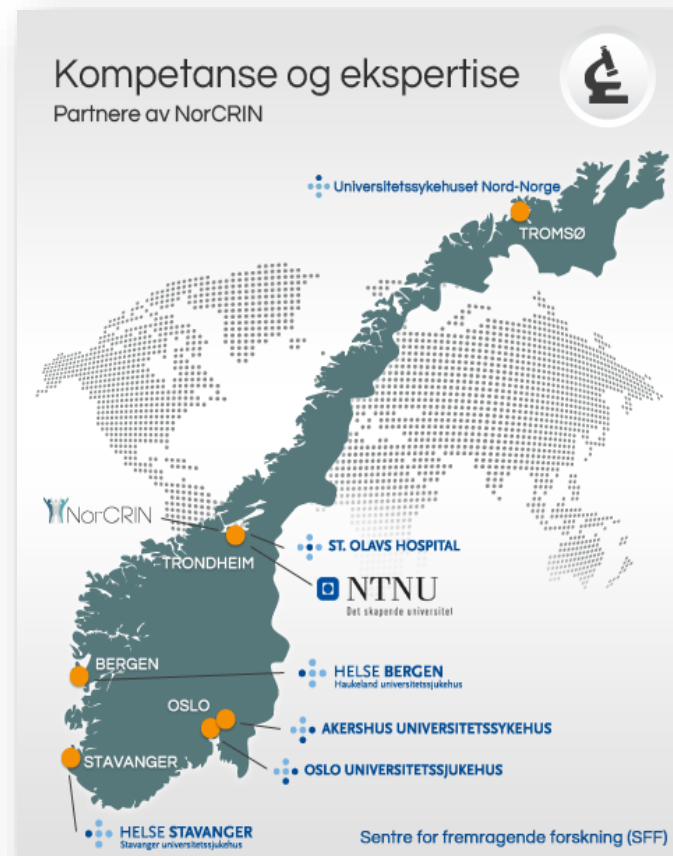 Kompetanse og ekspertise
Partnere av NorCRIN
Universitetssykehuset Nord-Norge
TROMSØ
NorCRIN
TRONDHEIM
ST. OLAVS HOSPITAL
NTNU
Det skapende universitet
BERGEN
HELSE BERGEN
Haukeland universitetssjukehus
OSLO
AKERSHUS UNIVERSITETSSYKEHUS
STAVANGER
OSLO UNIVERSITETSSJUKEHUS
HELSE STAVANGER
Stavanger universitetssjukehus
Sentre for fremragende forskning (SFF)